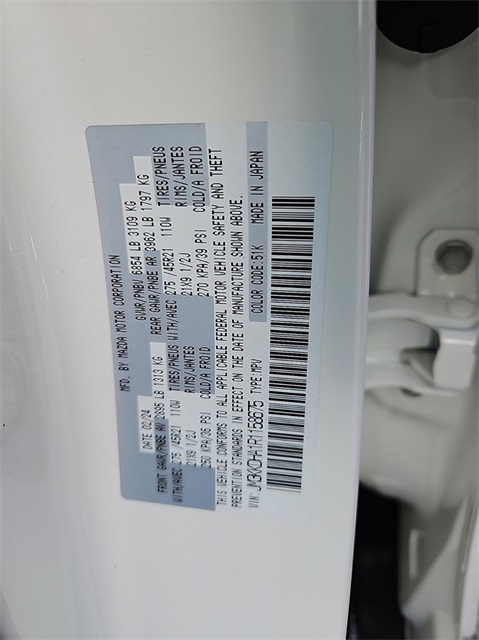 MFD. BY MAZDA MOTOR CORPORATION
DATE 02/24 GVWR/PNBV 6854 LB 3109 KG
FRONT GAWR/PNBE AV 2895 LB 1313 KG REAR GAWR/PNBE AR 3962 LB 1797 KG
WITH/AVEC 275 /45R21 110W TIRES/PNEUS WITH/AVEC 275 /45R21 110W TIRES/PNEUS
21X9 1/2J RIMS/JANTES 21X9 1/2J RIMS/JANTES
250 KPA/36 PSI COLD/A FROID 270 KPA/39 PSI COLD/A FROID
THIS VEHICLE CONFORMS TO ALL APPLICABLE FEDERAL MOTOR VEHICLE SAFETY AND THEFT
PREVENTION STANDARDS IN EFFECT ON THE DATE OF MANUFACTURE SHOWN ABOVE.
VIN: JM3KKDHA1R1156675 TYPE: MPV COLOR CODE: 51K MADE IN JAPAN